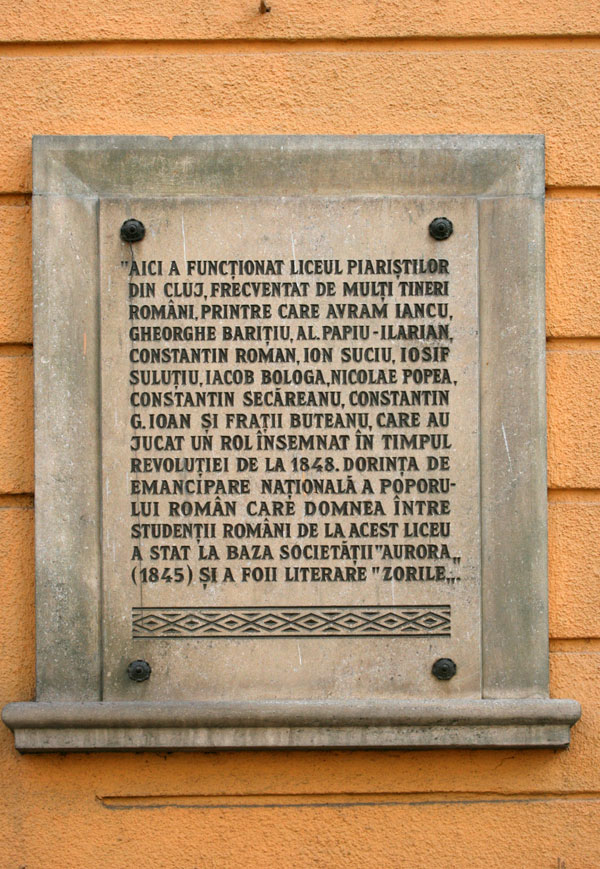 "AICI A FUNCȚIONAT LICEUL PIARIȘTILOR
DIN CLUJ, FRECVENTAT DE MULȚI TINERI
ROMÂNI, PRINTRE CARE AVRAM IANCU,
GHEORGHE BARIȚIU, AL. PAPIU-ILARIAN,
CONSTANTIN ROMAN, ION SUCIU, IOSIF
SULUȚIU, IACOB BOLOGA, NICOLAE POPEA,
CONSTANTIN SECĂREANU, CONSTANTIN
G. IOAN ȘI FRAȚII BUTEANU, CARE AU
JUCAT UN ROL ÎNSEMNAT ÎN TIMPUL
REVOLUȚIEI DE LA 1848. DORINȚA DE
EMANCIPARE NAȚIONALĂ A POPORU-
LUI ROMÂN CARE DOMNEA ÎNTRE
STUDENȚII ROMÂNI DE LA ACEST LICEU
A STAT LA BAZA SOCIETĂȚII "AURORA„
(1845) ȘI A FOII LITERARE "ZORILE„.